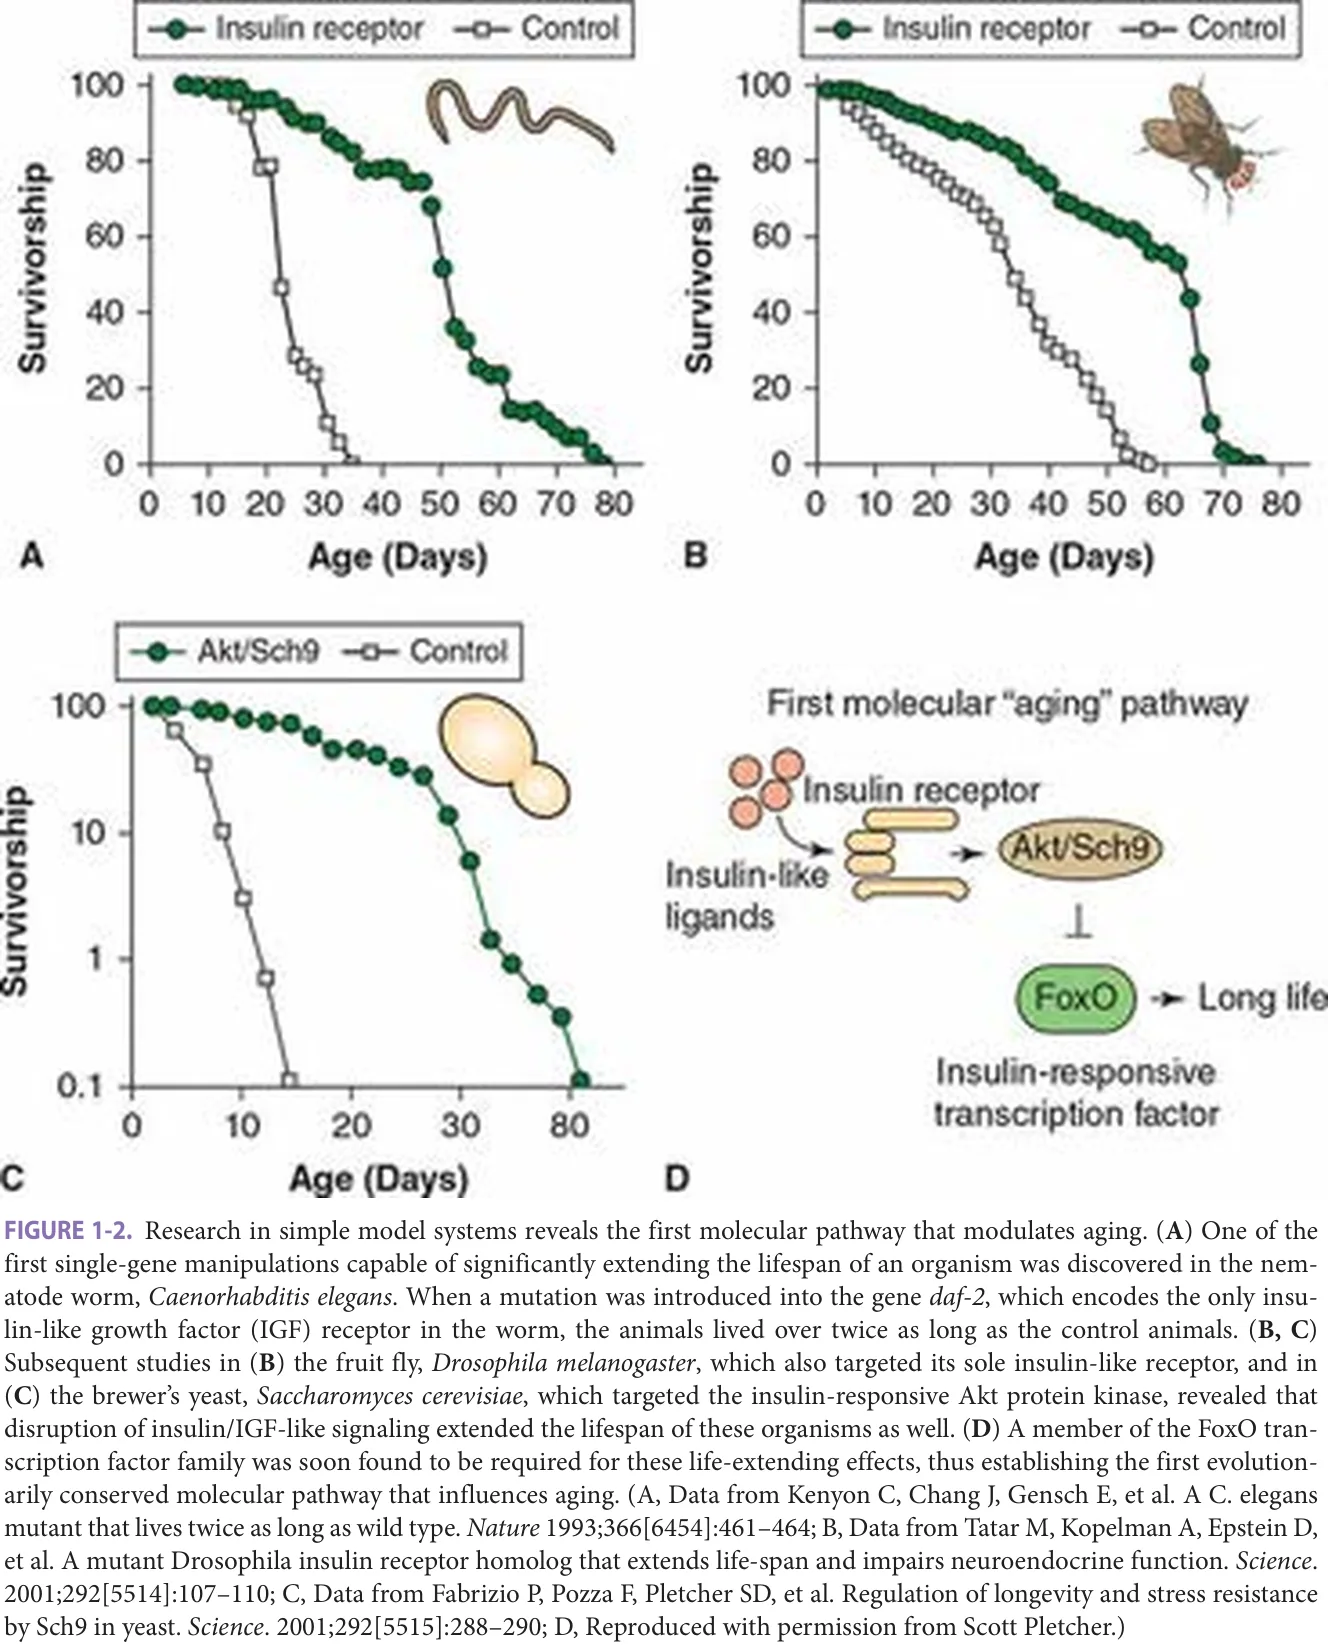 Insulin receptor Control
Insulin receptor Control
100
80
60
40
20
0
Survivorship
0 10 20 30 40 50 60 70 80
A Age (Days)
100
80
60
40
20
0
Survivorship
0 10 20 30 40 50 60 70 80
B Age (Days)
Akt/Sch9 Control
100
10
1
0.1
Survivorship
0 10 20 30 80
C Age (Days)
First molecular “aging” pathway
Insulin receptor
Akt/Sch9
Insulin-like
ligands
FoxO Long life
Insulin-responsive
transcription factor
D
FIGURE 1-2. Research in simple model systems reveals the first molecular pathway that modulates aging. (A) One of the
first single-gene manipulations capable of significantly extending the lifespan of an organism was discovered in the nem-
atode worm, Caenorhabditis elegans. When a mutation was introduced into the gene daf-2, which encodes the only insu-
lin-like growth factor (IGF) receptor in the worm, the animals lived over twice as long as the control animals. (B, C)
Subsequent studies in (B) the fruit fly, Drosophila melanogaster, which also targeted its sole insulin-like receptor, and in
(C) the brewer’s yeast, Saccharomyces cerevisiae, which targeted the insulin-responsive Akt protein kinase, revealed that
disruption of insulin/IGF-like signaling extended the lifespan of these organisms as well. (D) A member of the FoxO tran-
scription factor family was soon found to be required for these life-extending effects, thus establishing the first evolution-
arily conserved molecular pathway that influences aging. (A, Data from Kenyon C, Chang J, Gensch E, et al. A C. elegans
mutant that lives twice as long as wild type. Nature 1993;366[6454]:461–464; B, Data from Tatar M, Kopelman A, Epstein D,
et al. A mutant Drosophila insulin receptor homolog that extends life-span and impairs neuroendocrine function. Science.
2001;292[5514]:107–110; C, Data from Fabrizio P, Pozza F, Pletcher SD, et al. Regulation of longevity and stress resistance
by Sch9 in yeast. Science. 2001;292[5515]:288–290; D, Reproduced with permission from Scott Pletcher.)